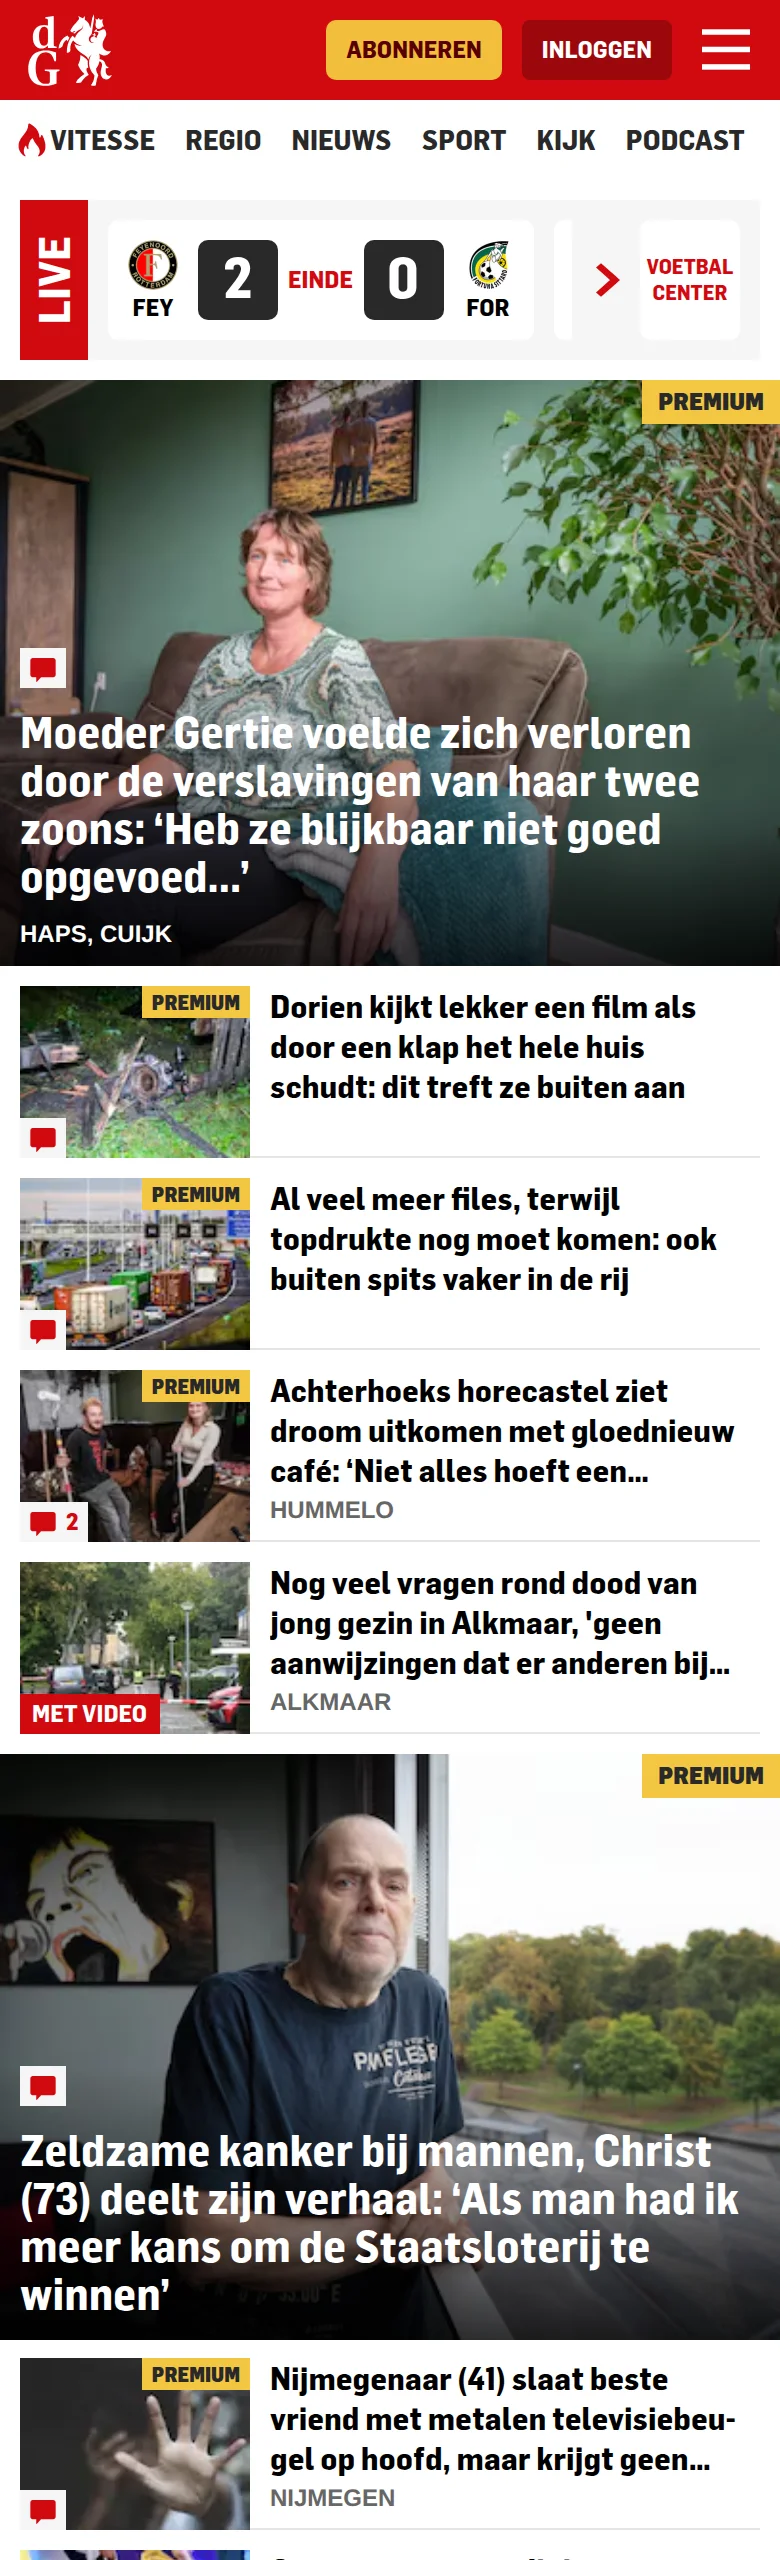 dG
ABONNEREN
INLOGGEN
VITESSE REGIO NIEUWS SPORT KIJK PODCAST
LIVE
FEYENOORD
ROTTERDAM
FEY
2
EINDE
0
FOR
VOETBAL
CENTER
PREMIUM
Moeder Gertie voelde zich verloren
door de verslavingen van haar twee
zoons: ‘Heb ze blijkbaar niet goed
opgevoed...’
HAPS, CUIJK
PREMIUM
Dorien kijkt lekker een film als
door een klap het hele huis
schudt: dit treft ze buiten aan
PREMIUM
Al veel meer files, terwijl
topdrukte nog moet komen: ook
buiten spits vaker in de rij
PREMIUM
2
Achterhoeks horecastel ziet
droom uitkomen met gloednieuw
café: ‘Niet alles hoeft een...
HUMMELO
MET VIDEO
Nog veel vragen rond dood van
jong gezin in Alkmaar, 'geen
aanwijzingen dat er anderen bij...
ALKMAAR
PREMIUM
Zeldzame kanker bij mannen, Christ
(73) deelt zijn verhaal: ‘Als man had ik
meer kans om de Staatsloterij te
winnen’
PREMIUM
Nijmegenaar (41) slaat beste
vriend met metalen televisiebeu-
gel op hoofd, maar krijgt geen...
NIJMEGEN